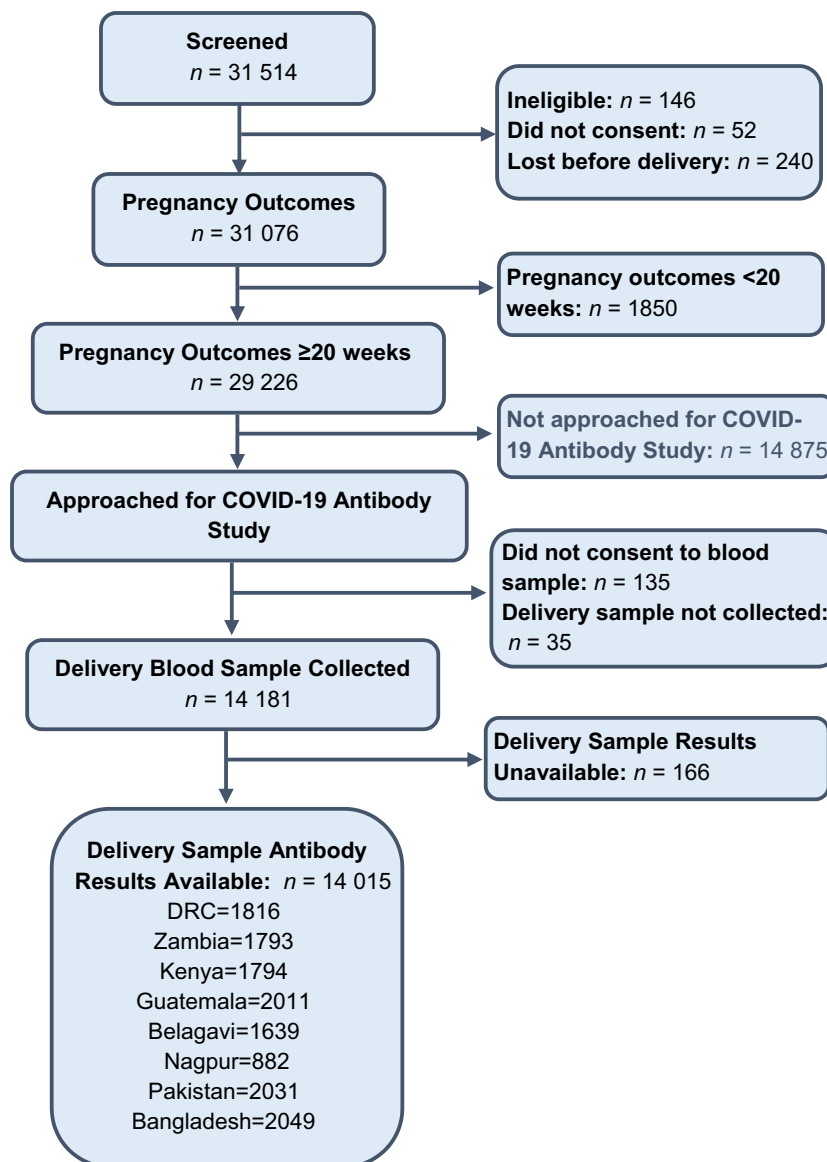 Screened
n = 31 514
Ineligible: n = 146
Did not consent: n = 52
Lost before delivery: n = 240
Pregnancy Outcomes
n = 31 076
Pregnancy outcomes <20
weeks: n = 1850
Pregnancy Outcomes ≥20 weeks
n = 29 226
Not approached for COVID-
19 Antibody Study: n = 14 875
Approached for COVID-19 Antibody
Study
Did not consent to blood
sample: n = 135
Delivery sample not collected:
n = 35
Delivery Blood Sample Collected
n = 14 181
Delivery Sample Results
Unavailable: n = 166
Delivery Sample Antibody
Results Available: n = 14 015
DRC=1816
Zambia=1793
Kenya=1794
Guatemala=2011
Belagavi=1639
Nagpur=882
Pakistan=2031
Bangladesh=2049